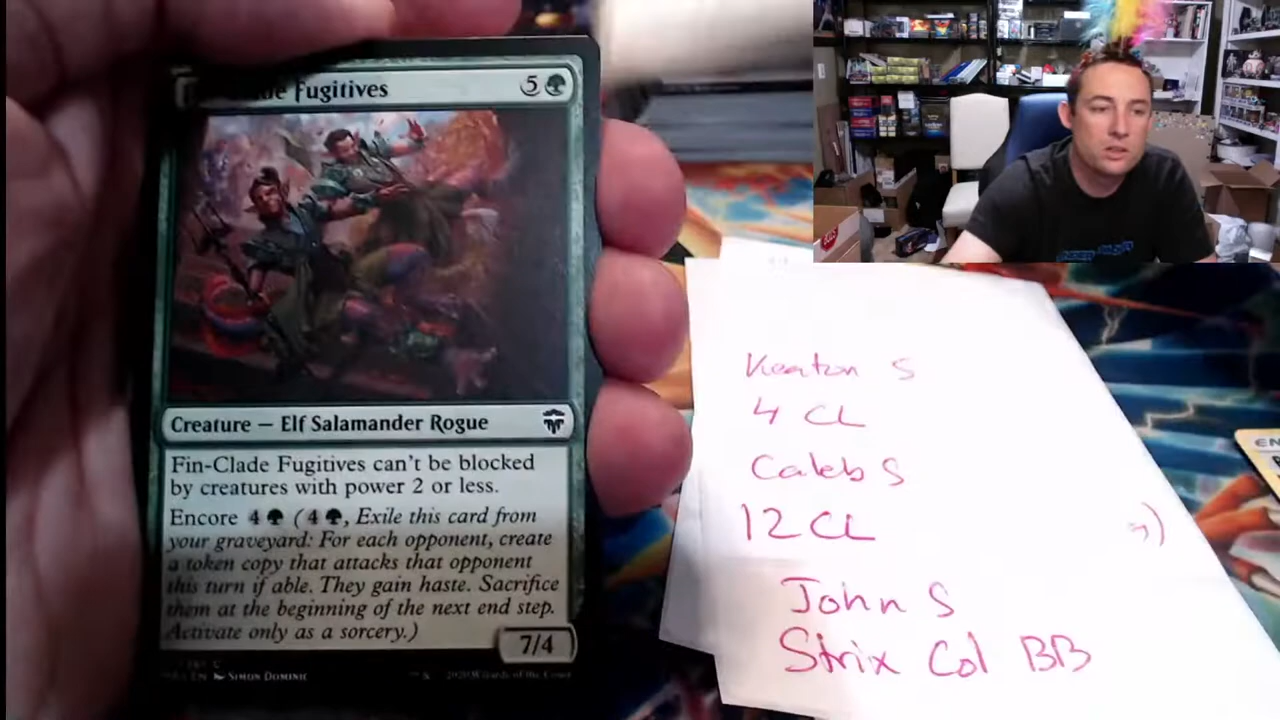 Fugitives 5
Creature — Elf Salamander Rogue
Fin-Clade Fugitives can't be blocked
by creatures with power 2 or less.
Encore 4 (4, Exile this card from
your graveyard: For each opponent, create
a token copy that attacks that opponent
this turn if able. They gain haste. Sacrifice
them at the beginning of the next end step.
Activate only as a sorcery.)
7/4
SIMON DOMINIC
Keaton S
4 CL
Caleb S
12 CL
John S
Strix Col BB